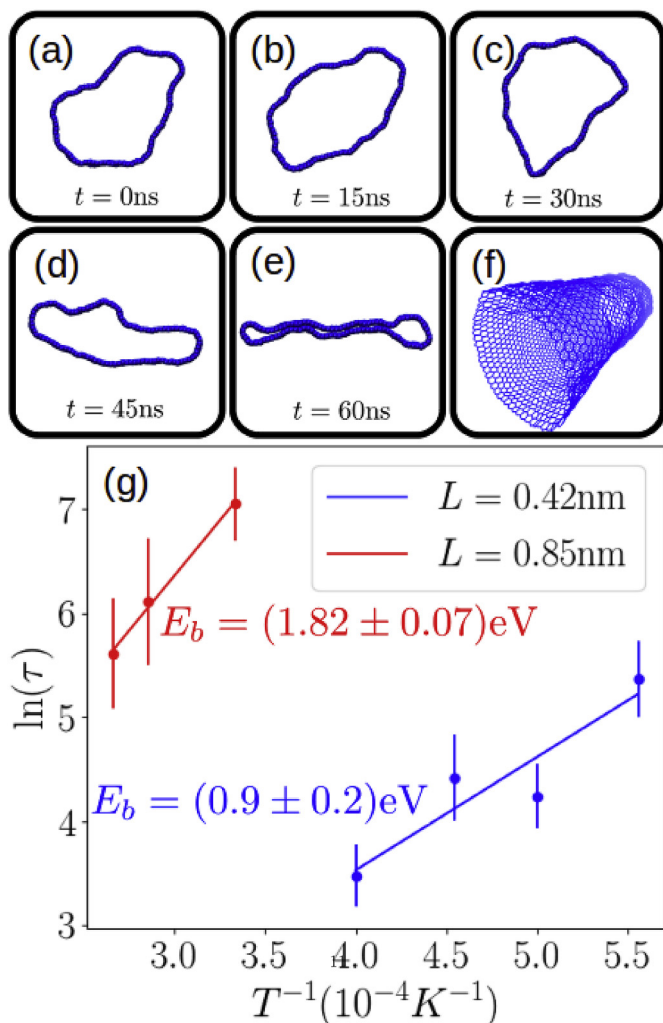 (a) (b) (c)
t = 0ns t = 15ns t = 30ns
(d) (e) (f)
t = 45ns t = 60ns
(g)
L = 0.42nm
L = 0.85nm
E_b = (1.82 ± 0.07)eV
E_b = (0.9 ± 0.2)eV
ln(τ)
7
6
5
4
3
3.0 3.5 4.0 4.5 5.0 5.5
T⁻¹(10⁻⁴K⁻¹)